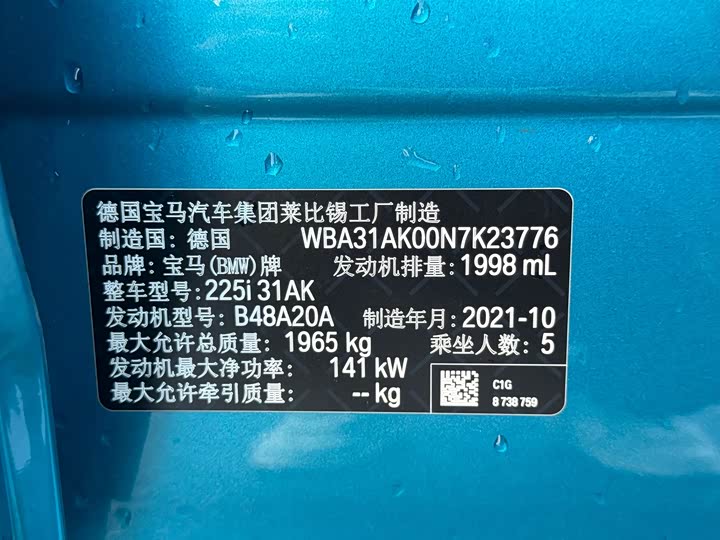 德国宝马汽车集团莱比锡工厂制造
制造国: 德国 WBA31AK00N7K23776
品牌: 宝马(BMW)牌 发动机排量: 1998 mL
整车型号: 225i 31AK
发动机型号: B48A20A 制造年月: 2021-10
最大允许总质量: 1965 kg 乘坐人数: 5
发动机最大净功率: 141 kW
最大允许牵引质量: -- kg
C1G
8 738 759